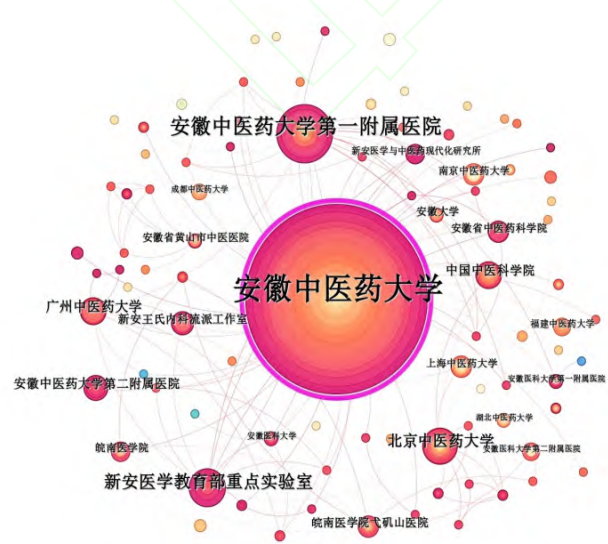 安徽中医药大学第一附属医院
新安医学与中医药现代化研究所
南京中医药大学
成都中医药大学
安徽大学
安徽省中医药科学院
安徽省黄山市中医医院
中国中医科学院
安徽中医药大学
广州中医药大学
新安王氏内科流派工作室
福建中医药大学
上海中医药大学
安徽医科大学第一附属医院
安徽中医药大学第二附属医院
湖北中医药大学
安徽医科大学
北京中医药大学
皖南医学院
安徽医科大学第二附属医院
新安医学教育部重点实验室
皖南医学院弋矶山医院